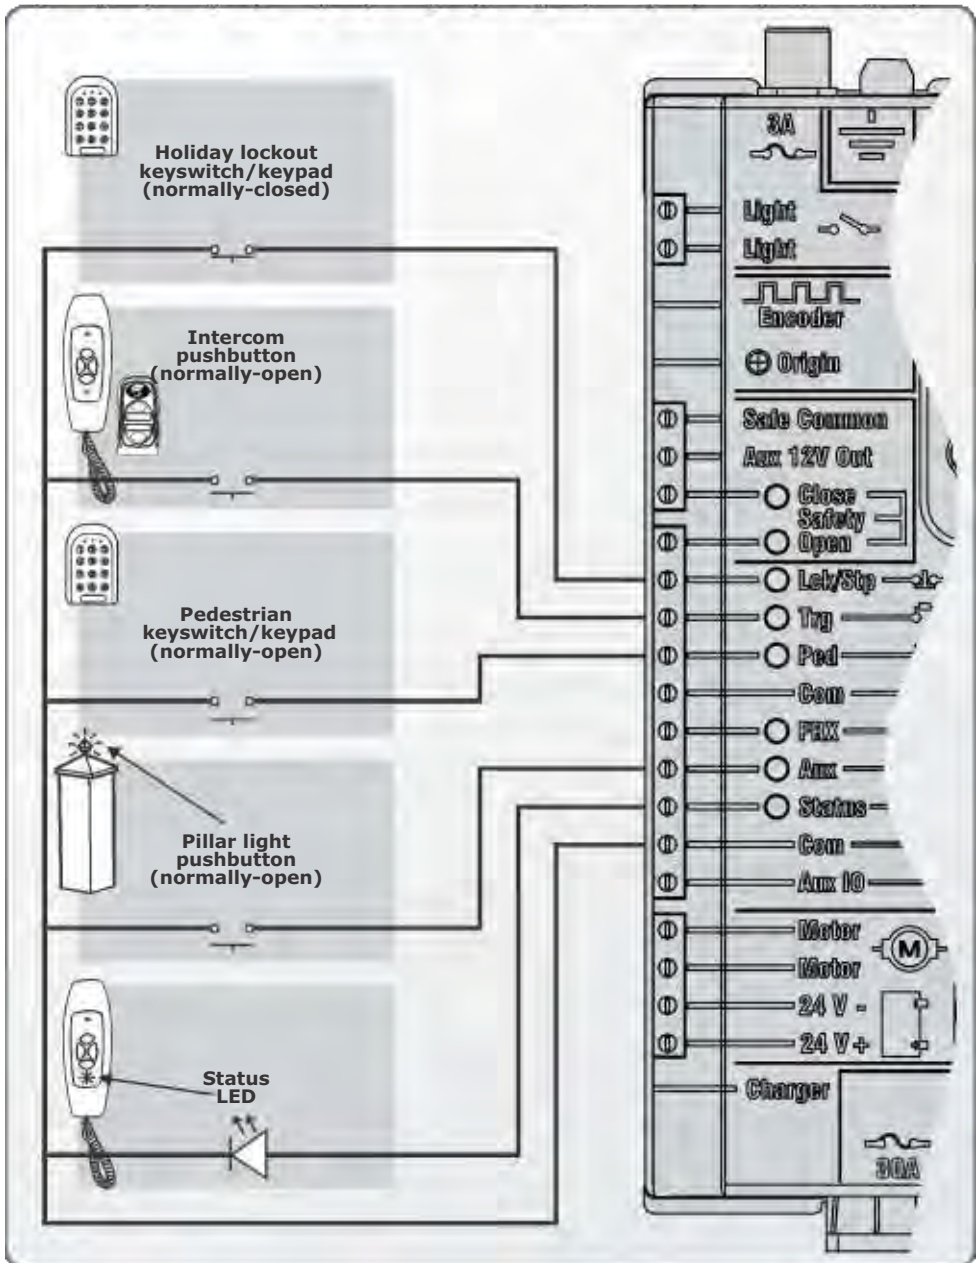 Holiday lockout
keyswitch/keypad
(normally-closed)
Intercom
pushbutton
(normally-open)
Pedestrian
keyswitch/keypad
(normally-open)
Pillar light
pushbutton
(normally-open)
Status
LED
3A
Light
Light
Encoder
Origin
Safe Common
Aux 12V Out
Close
Safety
Open
Lck/Stp
Trg
Ped
Com
FRX
Aux
Status
Com
Aux IO
Motor
Motor
M
24 V -
24 V +
Charger
30A